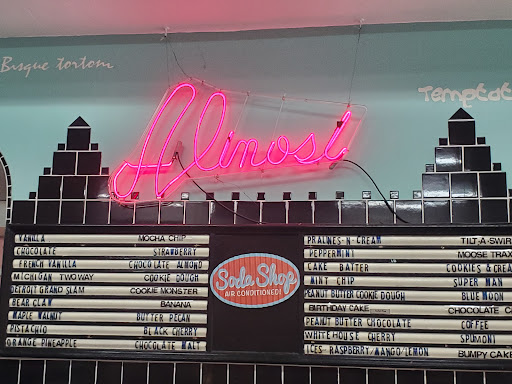 Bisque tortoni
Temptat
Almost
VANILLA MOCHA CHIP
CHOCOLATE STRAWBERRY
FRENCH VANILLA CHOCOLATE ALMOND
MICHIGAN TWO WAY COOKIE DOUGH
DETROIT GRAND SLAM COOKIE MONSTER
BEAR CLAW BANANA
MAPLE WALNUT BUTTER PECAN
PISTACHIO BLACK CHERRY
ORANGE PINEAPPLE CHOCOLATE MALT
Soda Shop
AIR CONDITIONED!
PRALINES-N-CREAM TILT-A-SWIR
PEPPERMINT MOOSE TRAX
CAKE BATTER COOKIES & CREA
MINT CHIP SUPER MAN
PEANUT BUTTER COOKIE DOUGH BLUE MOON
BIRTHDAY CAKE CHOCOLATE C
PEANUT BUTTER CHOCOLATE COFFEE
WHITE HOUSE CHERRY SPUMONI
ICES-RASPBERRY/MANGO/LEMON BUMPY CAKE